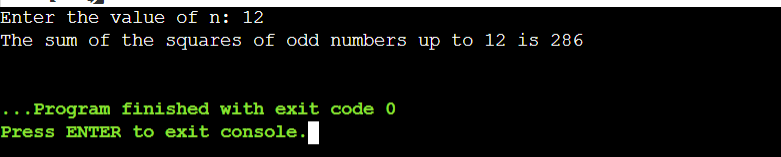 Enter the value of n: 12
The sum of the squares of odd numbers up to 12 is 286
...Program finished with exit code 0
Press ENTER to exit console.